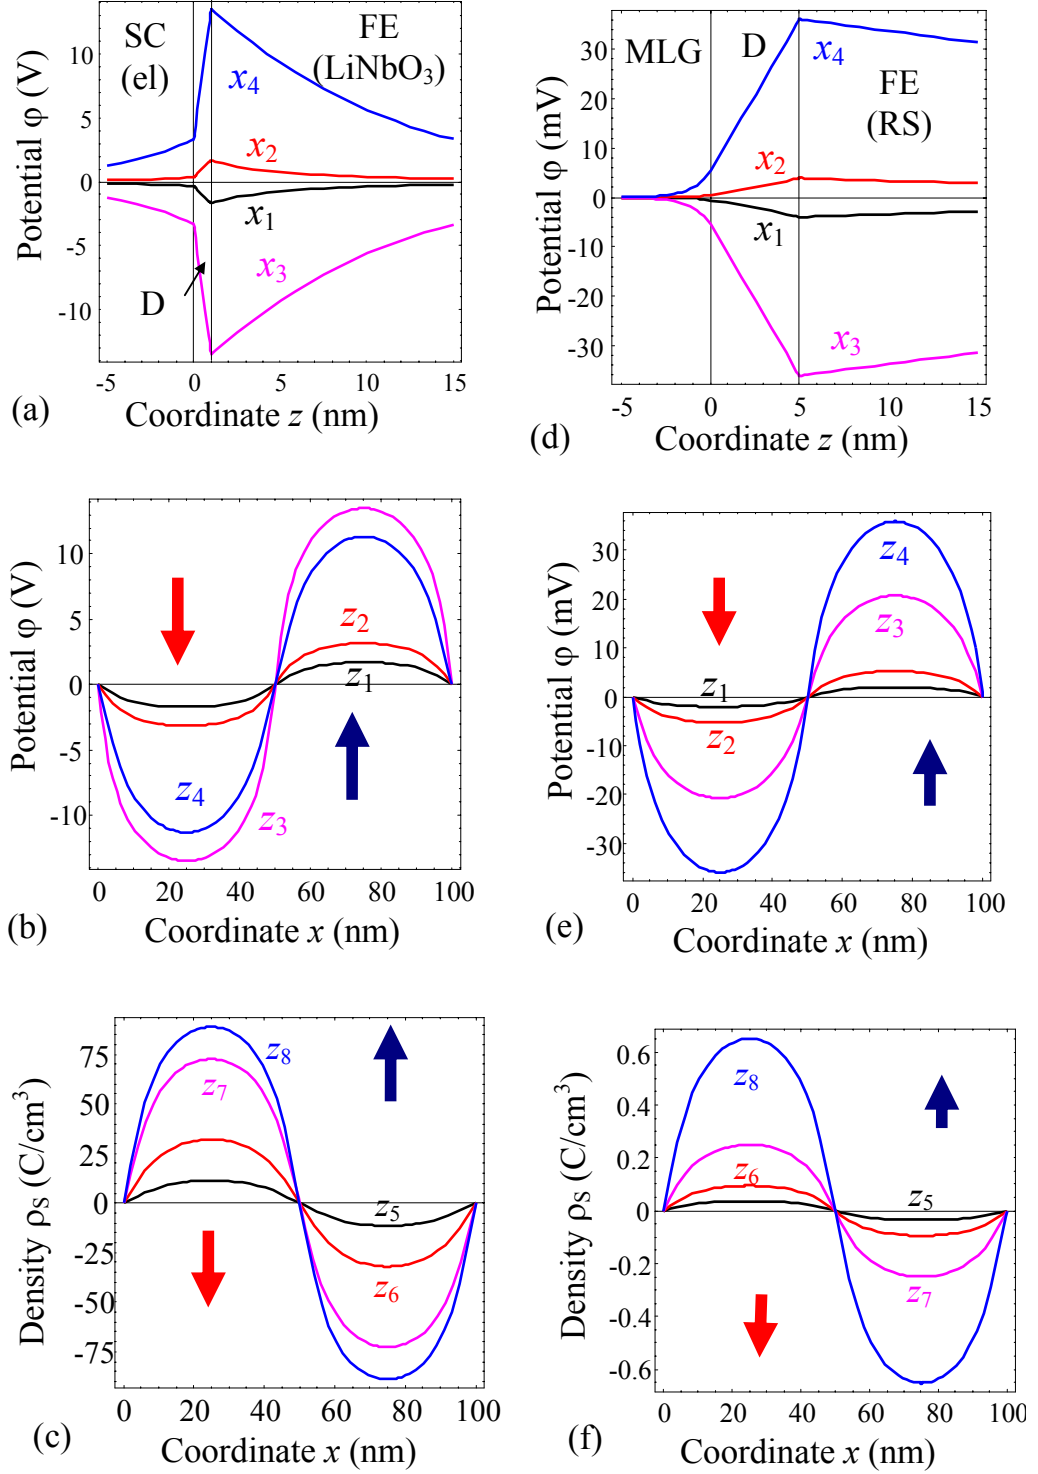 SC
(el)
FE
(LiNbO₃)
x₄
x₂
x₁
x₃
D
Potential φ (V)
10
5
0
-5
-10
-5 0 5 10 15
Coordinate z (nm)
(a)
MLG
D
FE
(RS)
x₄
x₂
x₁
x₃
Potential φ (mV)
30
20
10
0
-10
-20
-30
-5 0 5 10 15
Coordinate z (nm)
(d)
Potential φ (V)
10
5
0
-5
-10
z₂
z₁
z₄
z₃
0 20 40 60 80 100
Coordinate x (nm)
(b)
Potential φ (mV)
30
20
10
0
-10
-20
-30
z₄
z₃
z₁
z₂
0 20 40 60 80 100
Coordinate x (nm)
(e)
Density ρS (C/cm³)
75
50
25
0
-25
-50
-75
z₈
z₇
z₅
z₆
0 20 40 60 80 100
Coordinate x (nm)
(c)
Density ρS (C/cm³)
0.6
0.4
0.2
0
-0.2
-0.4
-0.6
z₈
z₆
z₅
z₇
0 20 40 60 80 100
Coordinate x (nm)
(f)